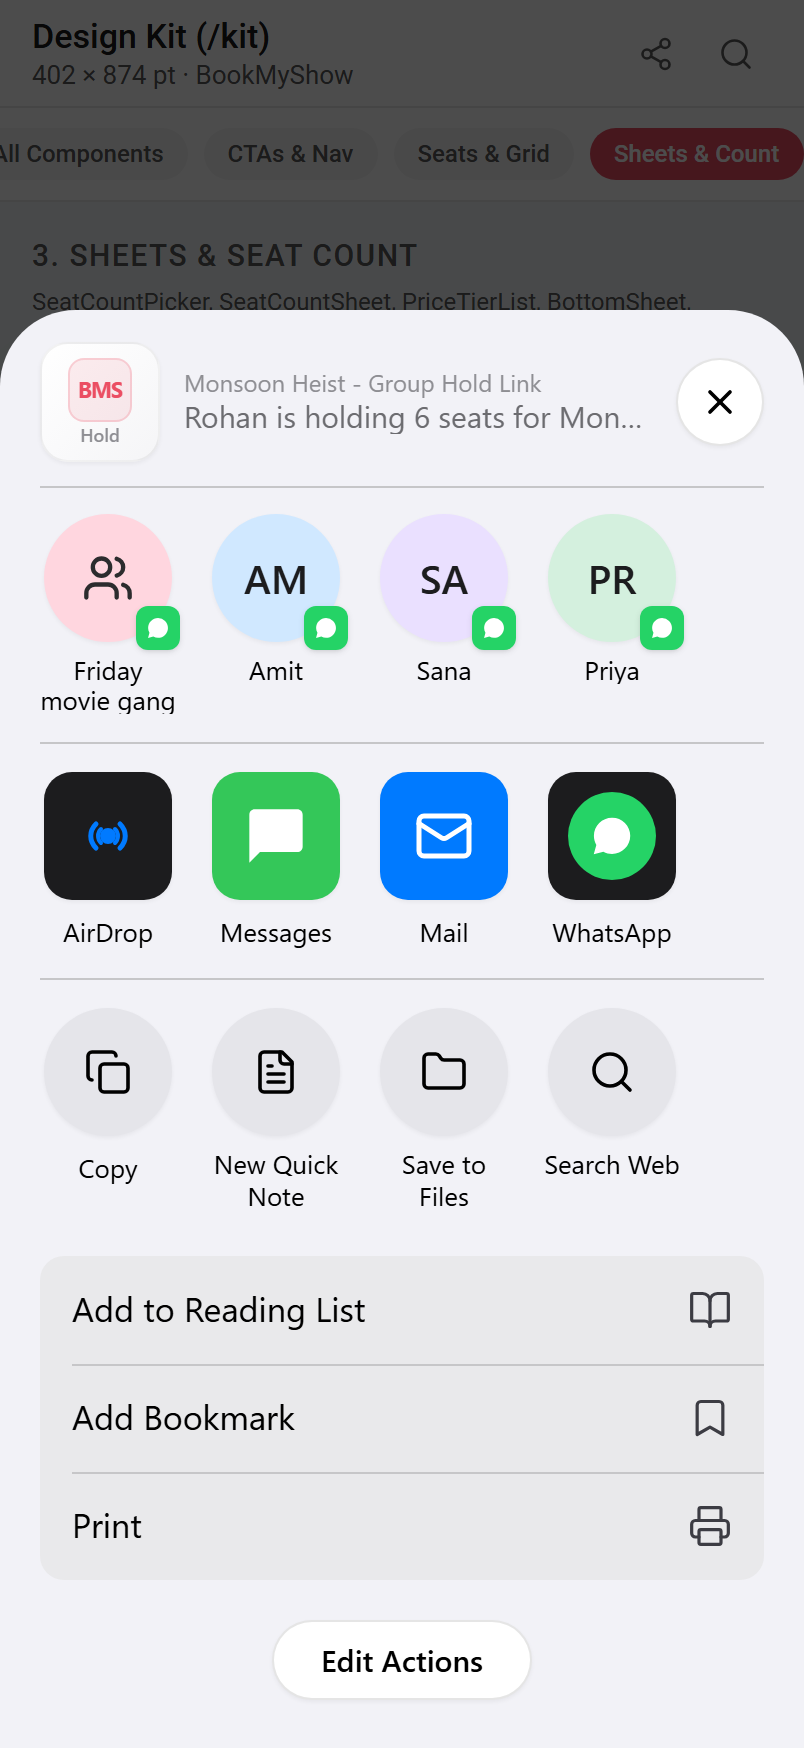 Design Kit (/kit)
402 × 874 pt · BookMyShow
All Components
CTAs & Nav
Seats & Grid
Sheets & Count
3. SHEETS & SEAT COUNT
SeatCountPicker, SeatCountSheet, PriceTierList, BottomSheet,
BMS
Hold
Monsoon Heist - Group Hold Link
Rohan is holding 6 seats for Mon...
AM
SA
PR
Friday
movie gang
Amit
Sana
Priya
AirDrop
Messages
Mail
WhatsApp
Copy
New Quick
Note
Save to
Files
Search Web
Add to Reading List
Add Bookmark
Print
Edit Actions